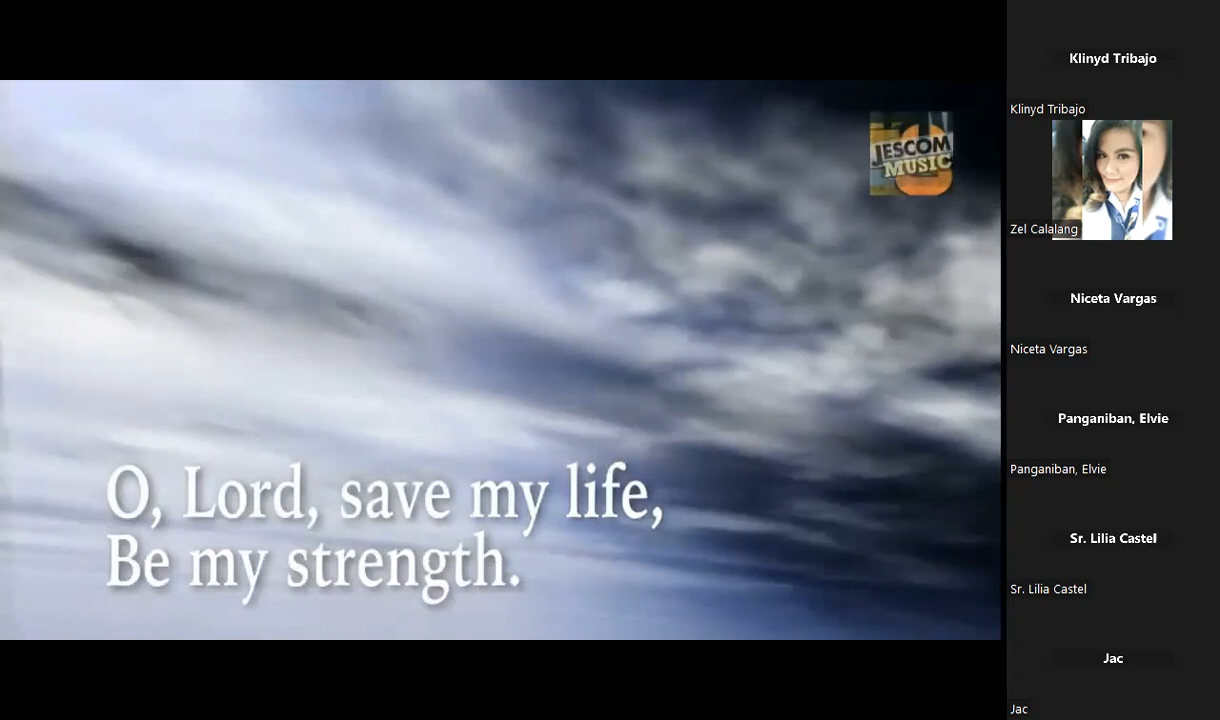 JESCOM
MUSIC
O, Lord, save my life,
Be my strength.
Klinyd Tribajo
Klinyd Tribajo
Zel Calalang
Niceta Vargas
Niceta Vargas
Panganiban, Elvie
Panganiban, Elvie
Sr. Lilia Castel
Sr. Lilia Castel
Jac
Jac